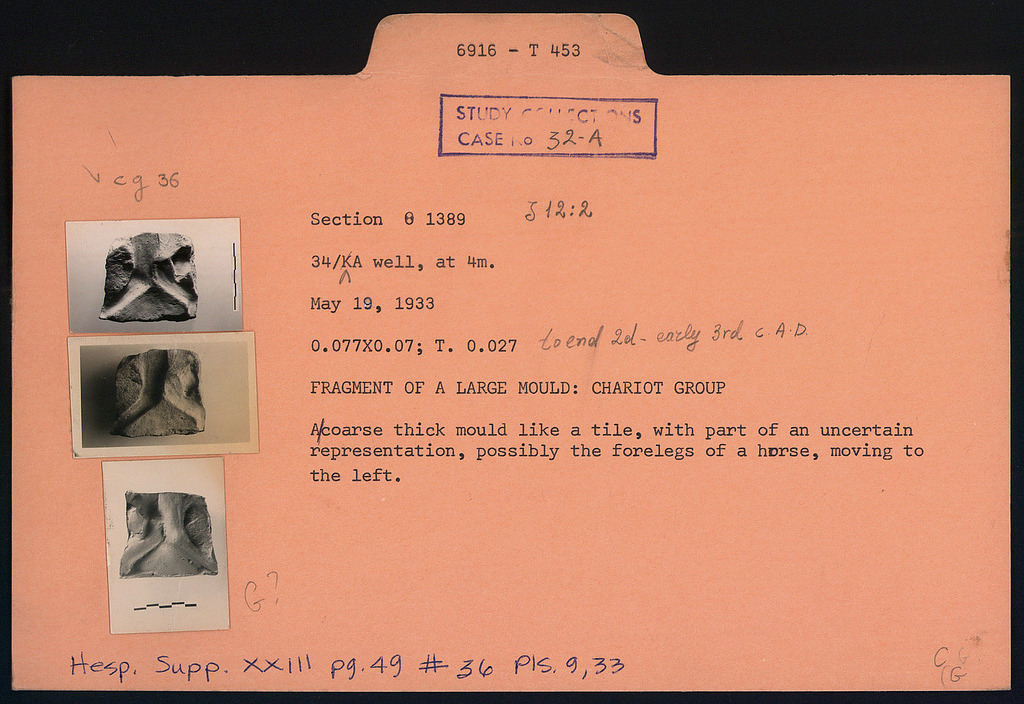 6916 - T 453
STUDY COLLECTIONS
CASE No 32-A
V cg 36
Section θ 1389 J 12:2
34/KA well, at 4m.
May 19, 1933
0.077X0.07; T. 0.027 to end 2d - early 3rd c. A.D.
FRAGMENT OF A LARGE MOULD: CHARIOT GROUP
A coarse thick mould like a tile, with part of an uncertain
representation, possibly the forelegs of a horse, moving to
the left.
G?
Hesp. Supp. XXIII pg. 49 # 36 Pls. 9, 33